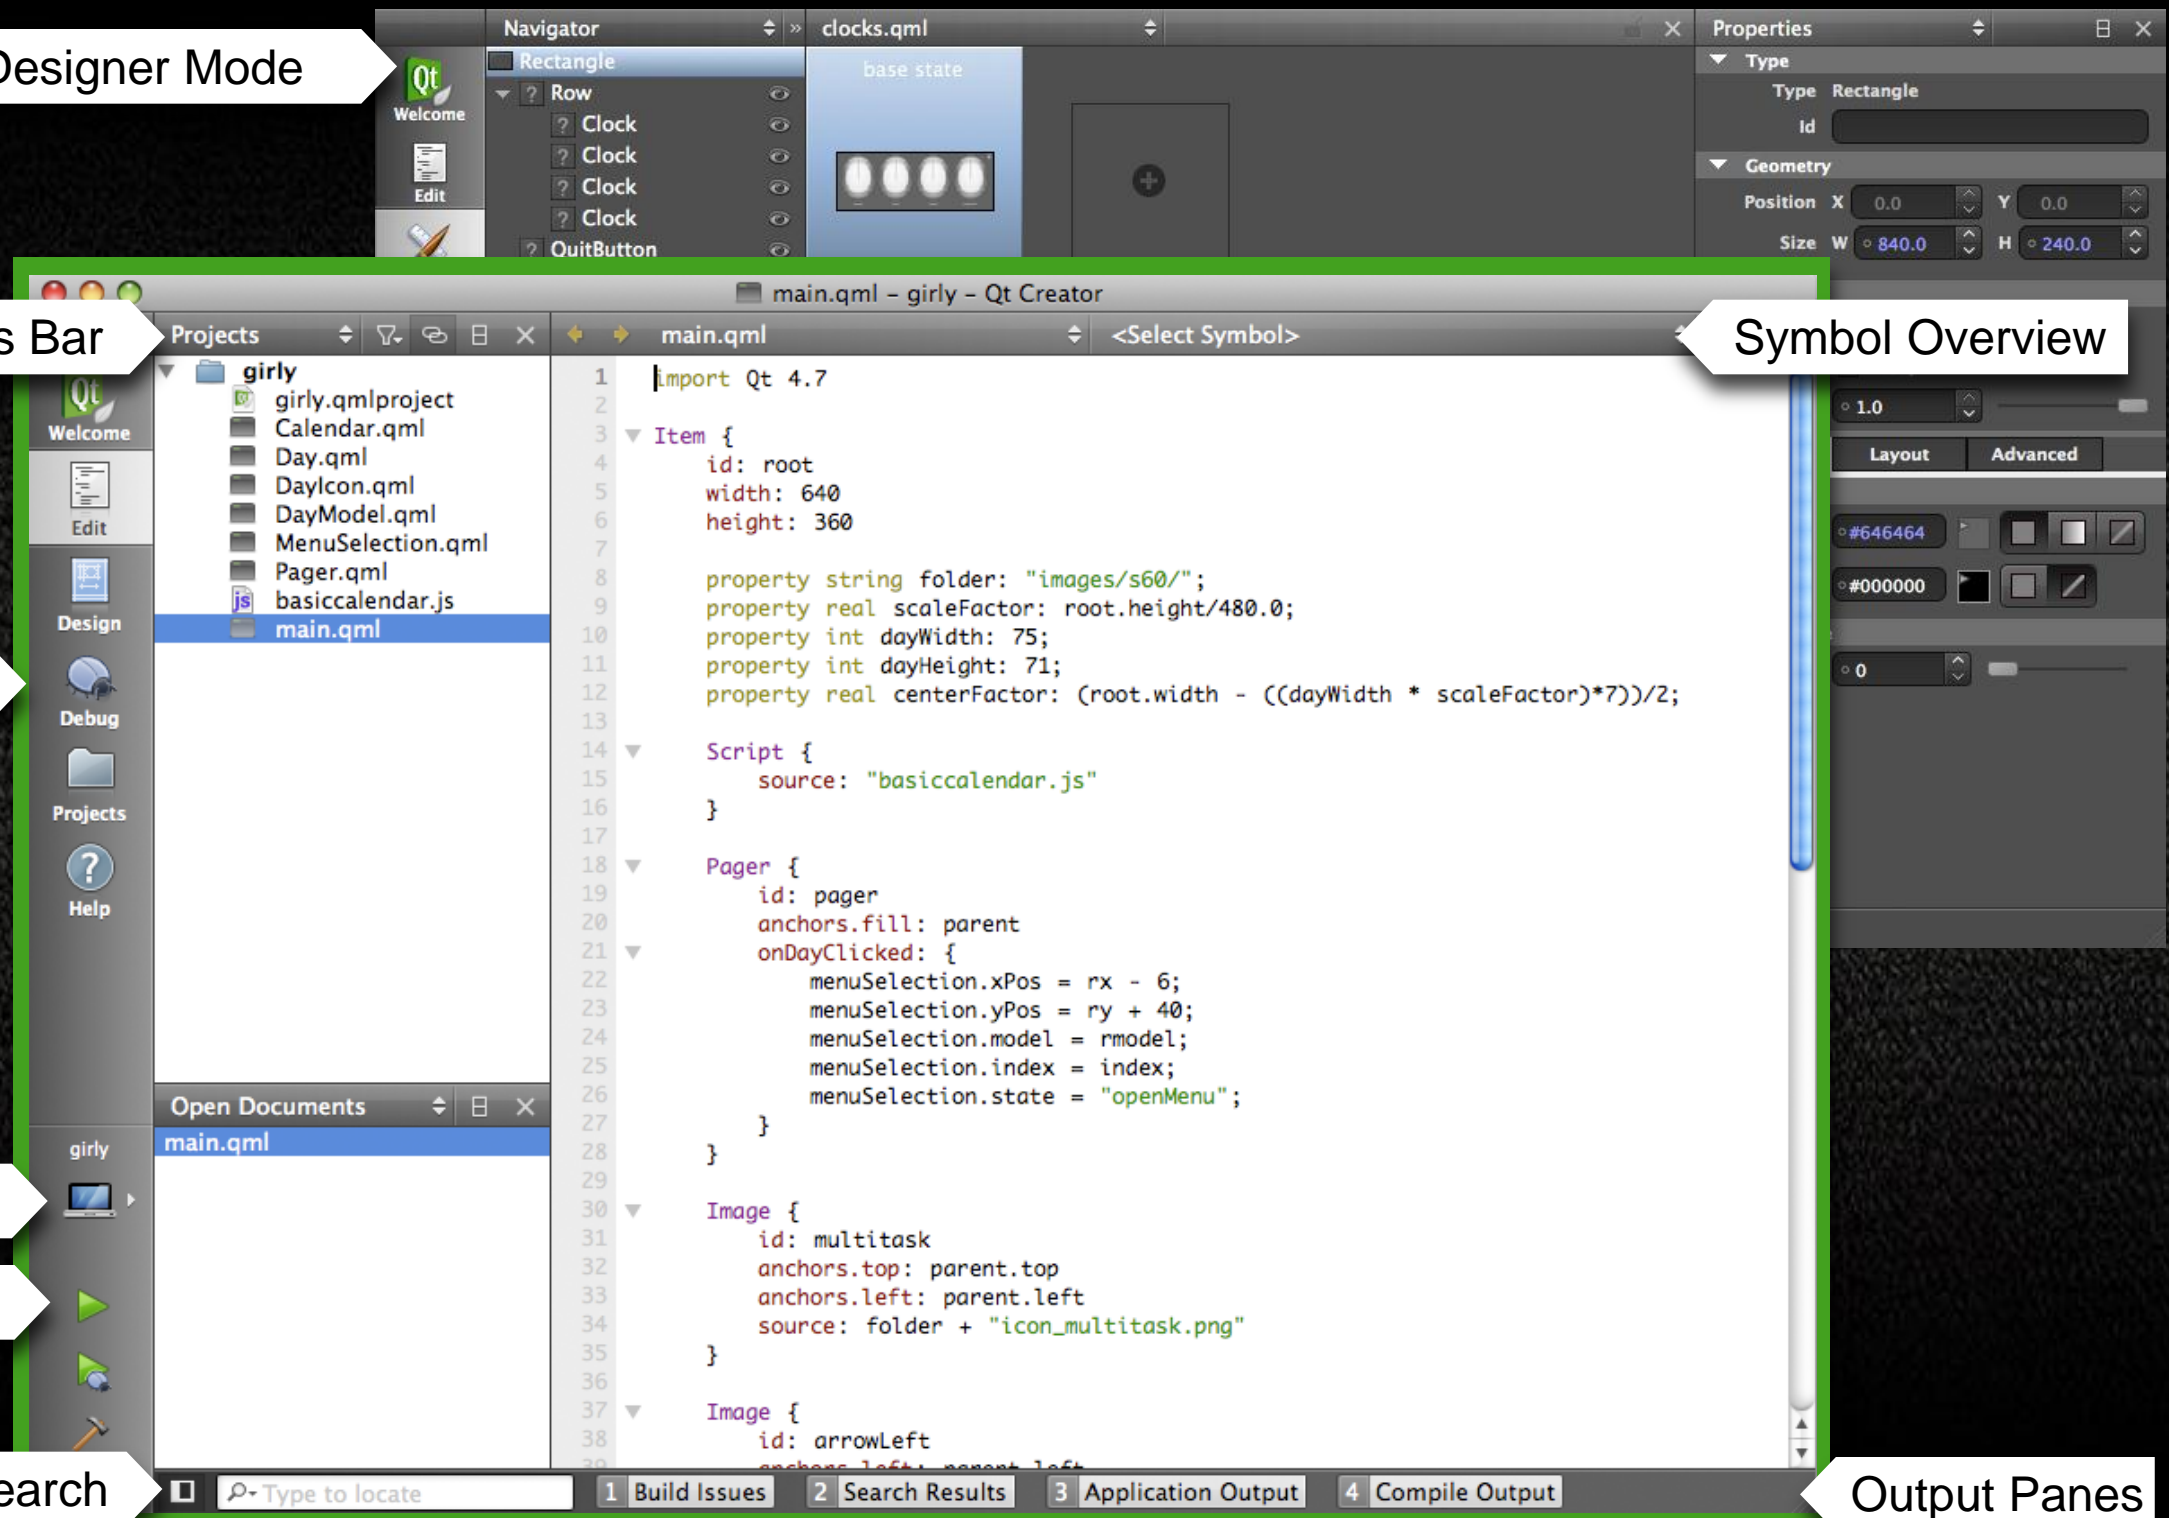 Designer Mode
Navigator
clocks.qml
Properties
Rectangle
base state
Type
Row
Type Rectangle
Welcome
Clock
Id
Clock
Geometry
Edit
Clock
Position X 0.0 Y 0.0
Clock
QuitButton
Size W 840.0 H 240.0
main.qml – girly – Qt Creator
s Bar
Projects
main.qml
<Select Symbol>
Symbol Overview
girly
girly.qmlproject
Calendar.qml
Day.qml
DayIcon.qml
DayModel.qml
MenuSelection.qml
Pager.qml
basiccalendar.js
main.qml
Qt
Welcome
Edit
Design
Debug
Projects
Help
1 import Qt 4.7
2
3 Item {
4 id: root
5 width: 640
6 height: 360
7
8 property string folder: "images/s60/";
9 property real scaleFactor: root.height/480.0;
10 property int dayWidth: 75;
11 property int dayHeight: 71;
12 property real centerFactor: (root.width - ((dayWidth * scaleFactor)*7))/2;
13
14 Script {
15 source: "basiccalendar.js"
16 }
17
18 Pager {
19 id: pager
20 anchors.fill: parent
21 onDayClicked: {
22 menuSelection.xPos = rx - 6;
23 menuSelection.yPos = ry + 40;
24 menuSelection.model = rmodel;
25 menuSelection.index = index;
26 menuSelection.state = "openMenu";
27 }
28 }
29
30 Image {
31 id: multitask
32 anchors.top: parent.top
33 anchors.left: parent.left
34 source: folder + "icon_multitask.png"
35 }
36
37 Image {
38 id: arrowLeft
39 anchors.left: parent.left
1.0
Layout Advanced
#646464
#000000
0
Open Documents
main.qml
girly
earch
Type to locate
1 Build Issues
2 Search Results
3 Application Output
4 Compile Output
Output Panes